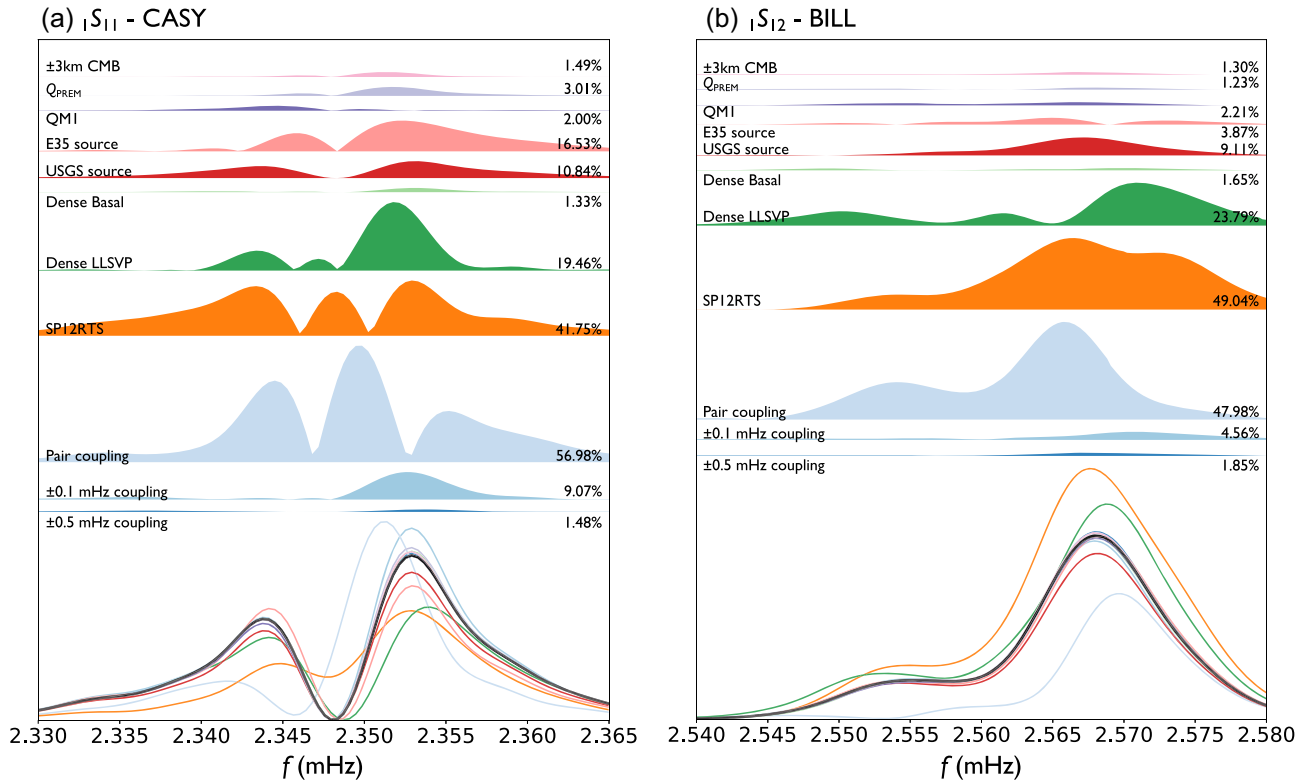 (a) ₁S₁₁ - CASY
±3km CMB 1.49%
QPREM 3.01%
QM1 2.00%
E35 source 16.53%
USGS source 10.84%
Dense Basal 1.33%
Dense LLSVP 19.46%
SP12RTS 41.75%
Pair coupling 56.98%
±0.1 mHz coupling 9.07%
±0.5 mHz coupling 1.48%
2.330 2.335 2.340 2.345 2.350 2.355 2.360 2.365
f (mHz)
(b) ₁S₁₂ - BILL
±3km CMB 1.30%
QPREM 1.23%
QM1 2.21%
E35 source 3.87%
USGS source 9.11%
Dense Basal 1.65%
Dense LLSVP 23.79%
SP12RTS 49.04%
Pair coupling 47.98%
±0.1 mHz coupling 4.56%
±0.5 mHz coupling 1.85%
2.540 2.545 2.550 2.555 2.560 2.565 2.570 2.575 2.580
f (mHz)